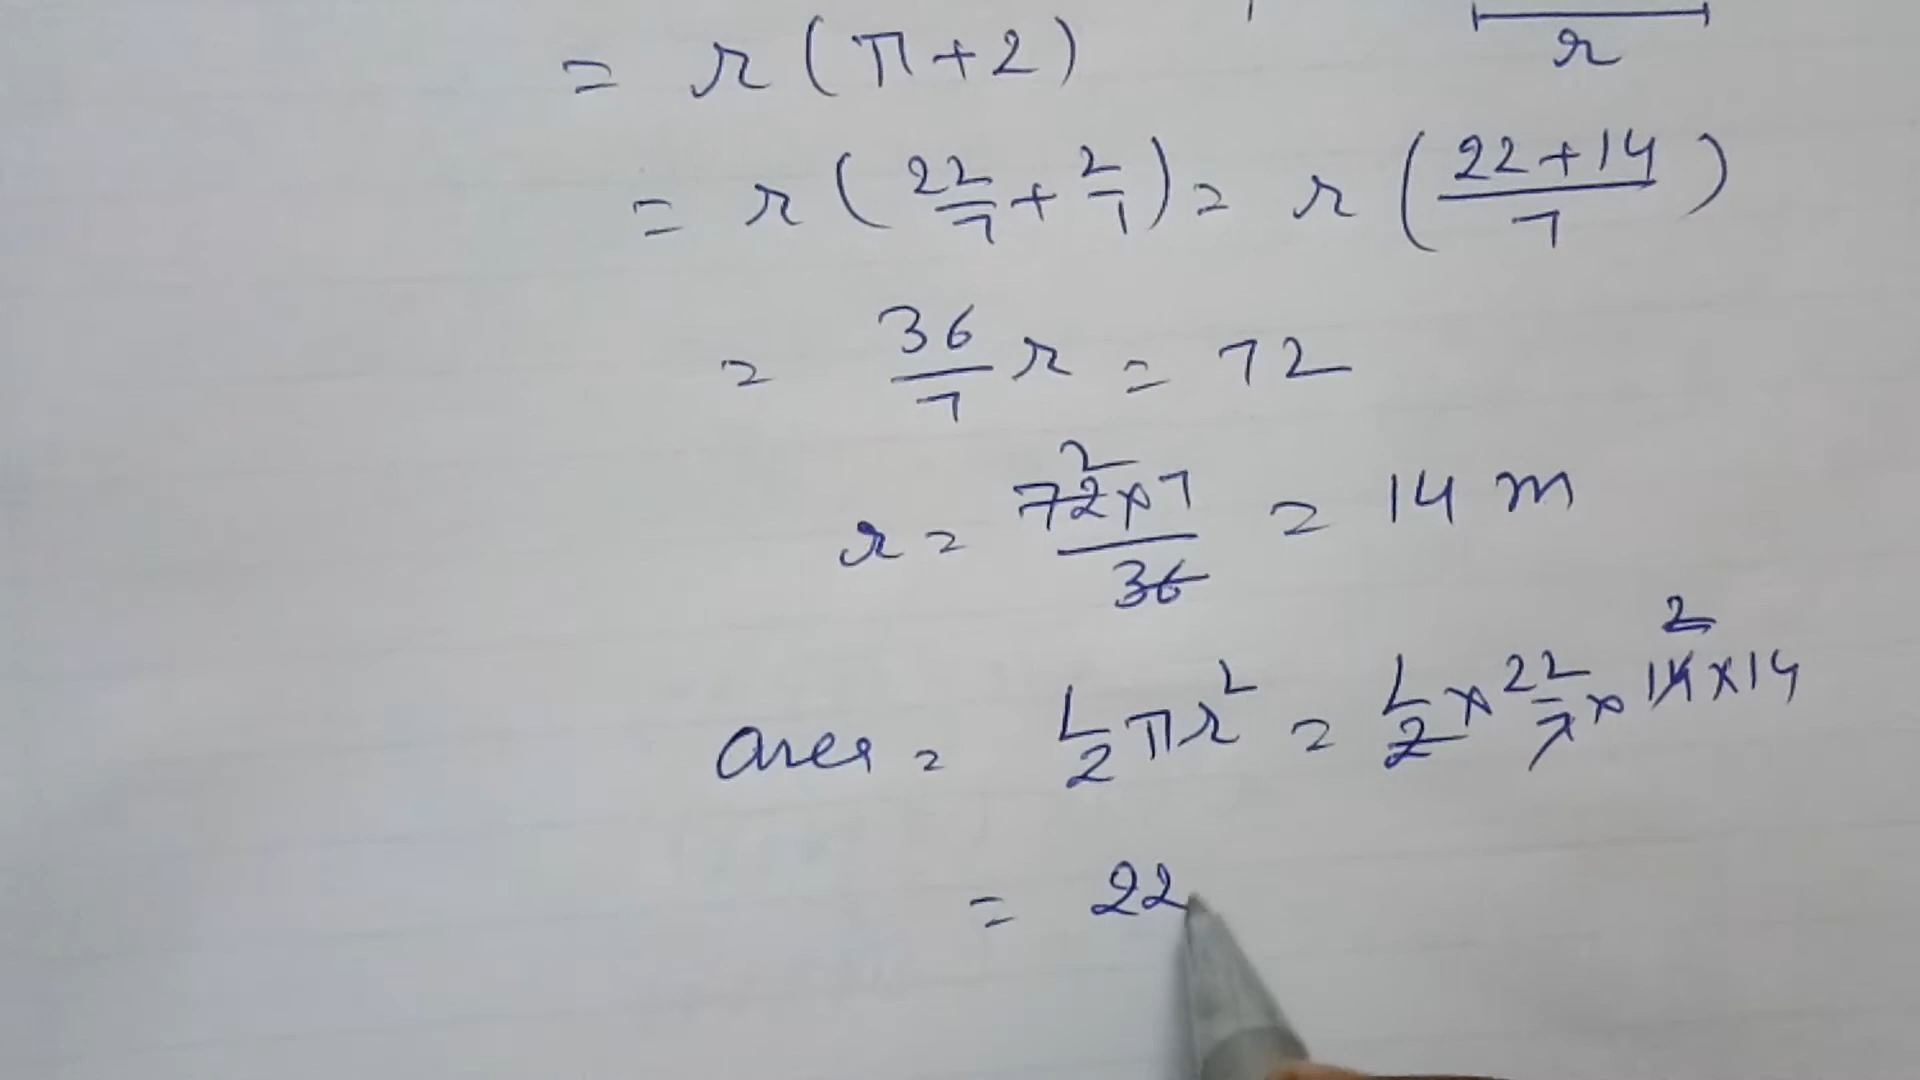 r
= r (π+2)
= r ( 22/7 + 2/1 ) = r ( 22+14 / 7 )
= 36/7 r = 72
r = 72×7 / 36 = 14 m
2
area = 1/2 πr² = 1/2 × 22/7 × 14 × 14
2
= 22